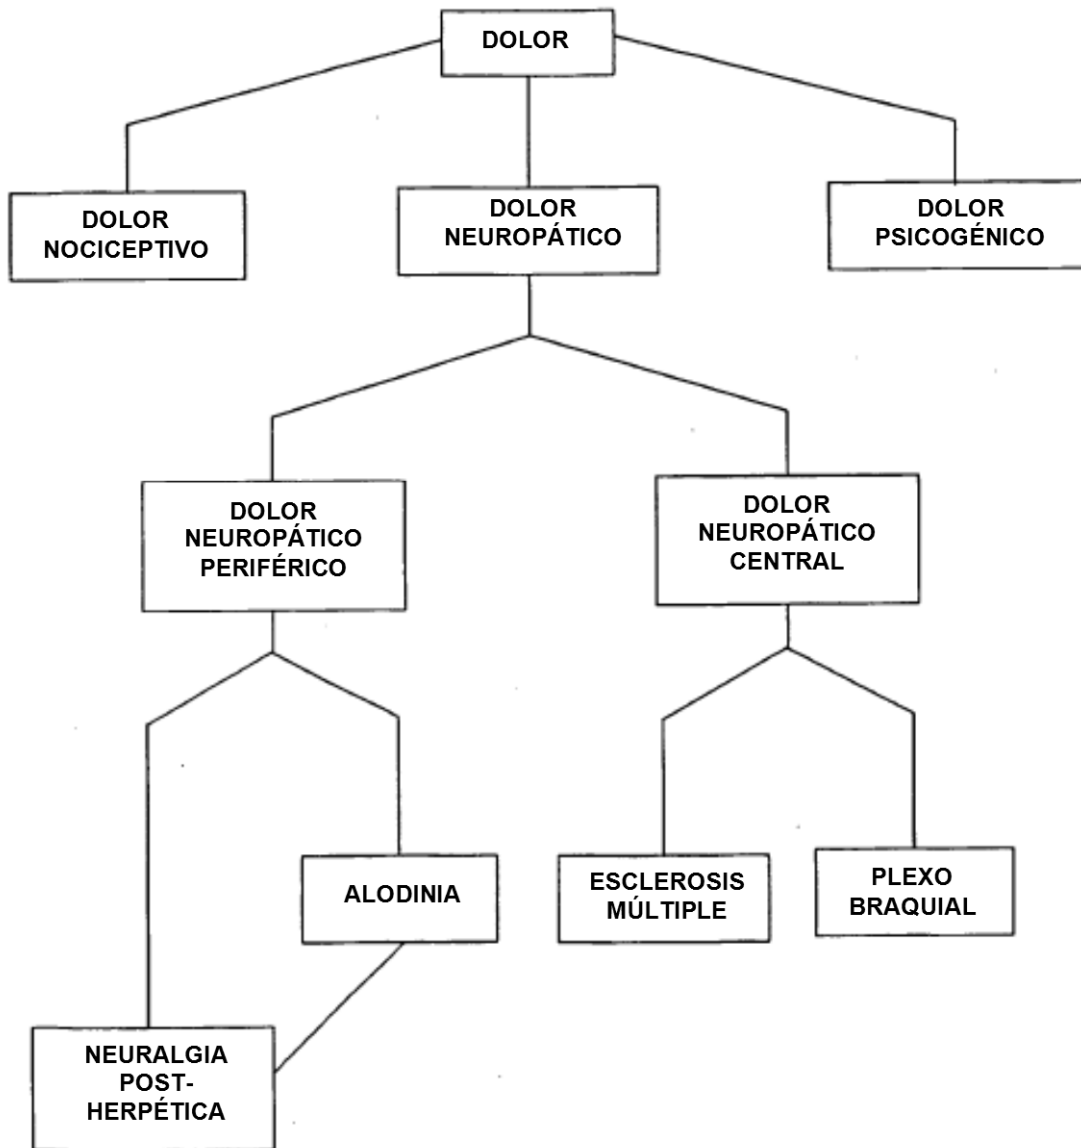 DOLOR
DOLOR
NOCICEPTIVO
DOLOR
NEUROPÁTICO
DOLOR
PSICOGÉNICO
DOLOR
NEUROPÁTICO
PERIFÉRICO
DOLOR
NEUROPÁTICO
CENTRAL
ALODINIA
ESCLEROSIS
MÚLTIPLE
PLEXO
BRAQUIAL
NEURALGIA
POST-
HERPÉTICA